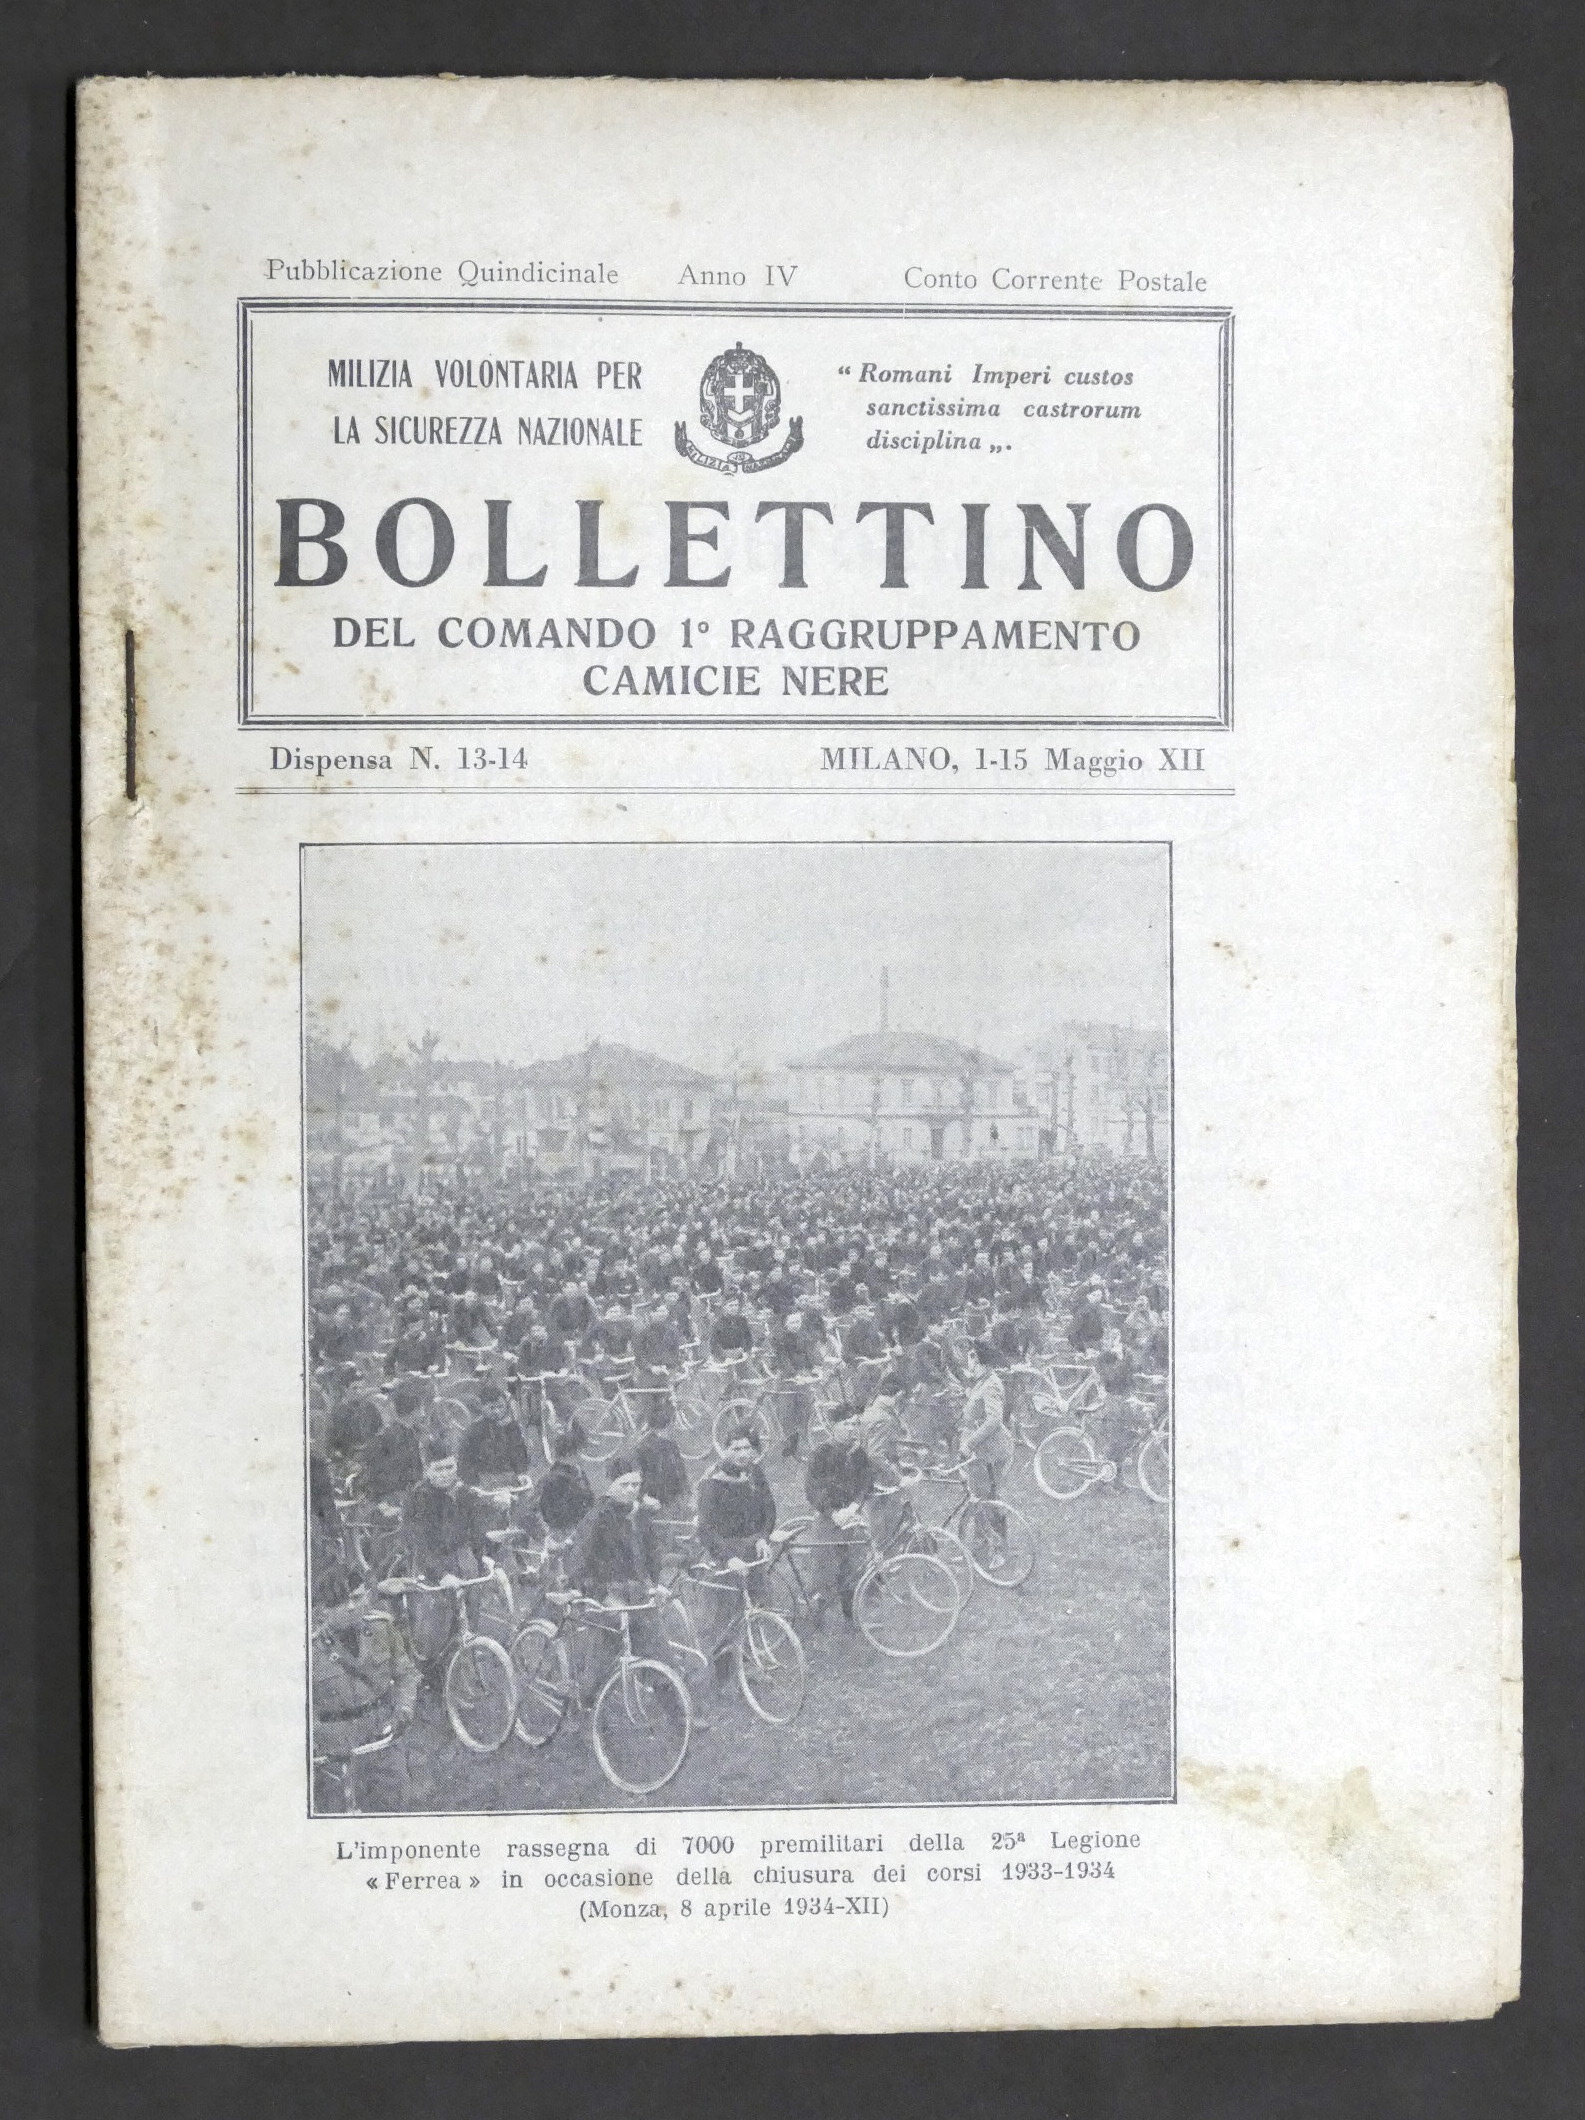 Pubblicazione Quindicinale Anno IV Conto Corrente Postale
MILIZIA VOLONTARIA PER
LA SICUREZZA NAZIONALE
MILIZIA
“ Romani Imperi custos
sanctissima castrorum
disciplina „.
BOLLETTINO
DEL COMANDO 1° RAGGRUPPAMENTO
CAMICIE NERE
Dispensa N. 13-14 MILANO, 1-15 Maggio XII
L'imponente rassegna di 7000 premilitari della 25ª Legione
« Ferrea » in occasione della chiusura dei corsi 1933-1934
(Monza, 8 aprile 1934-XII)